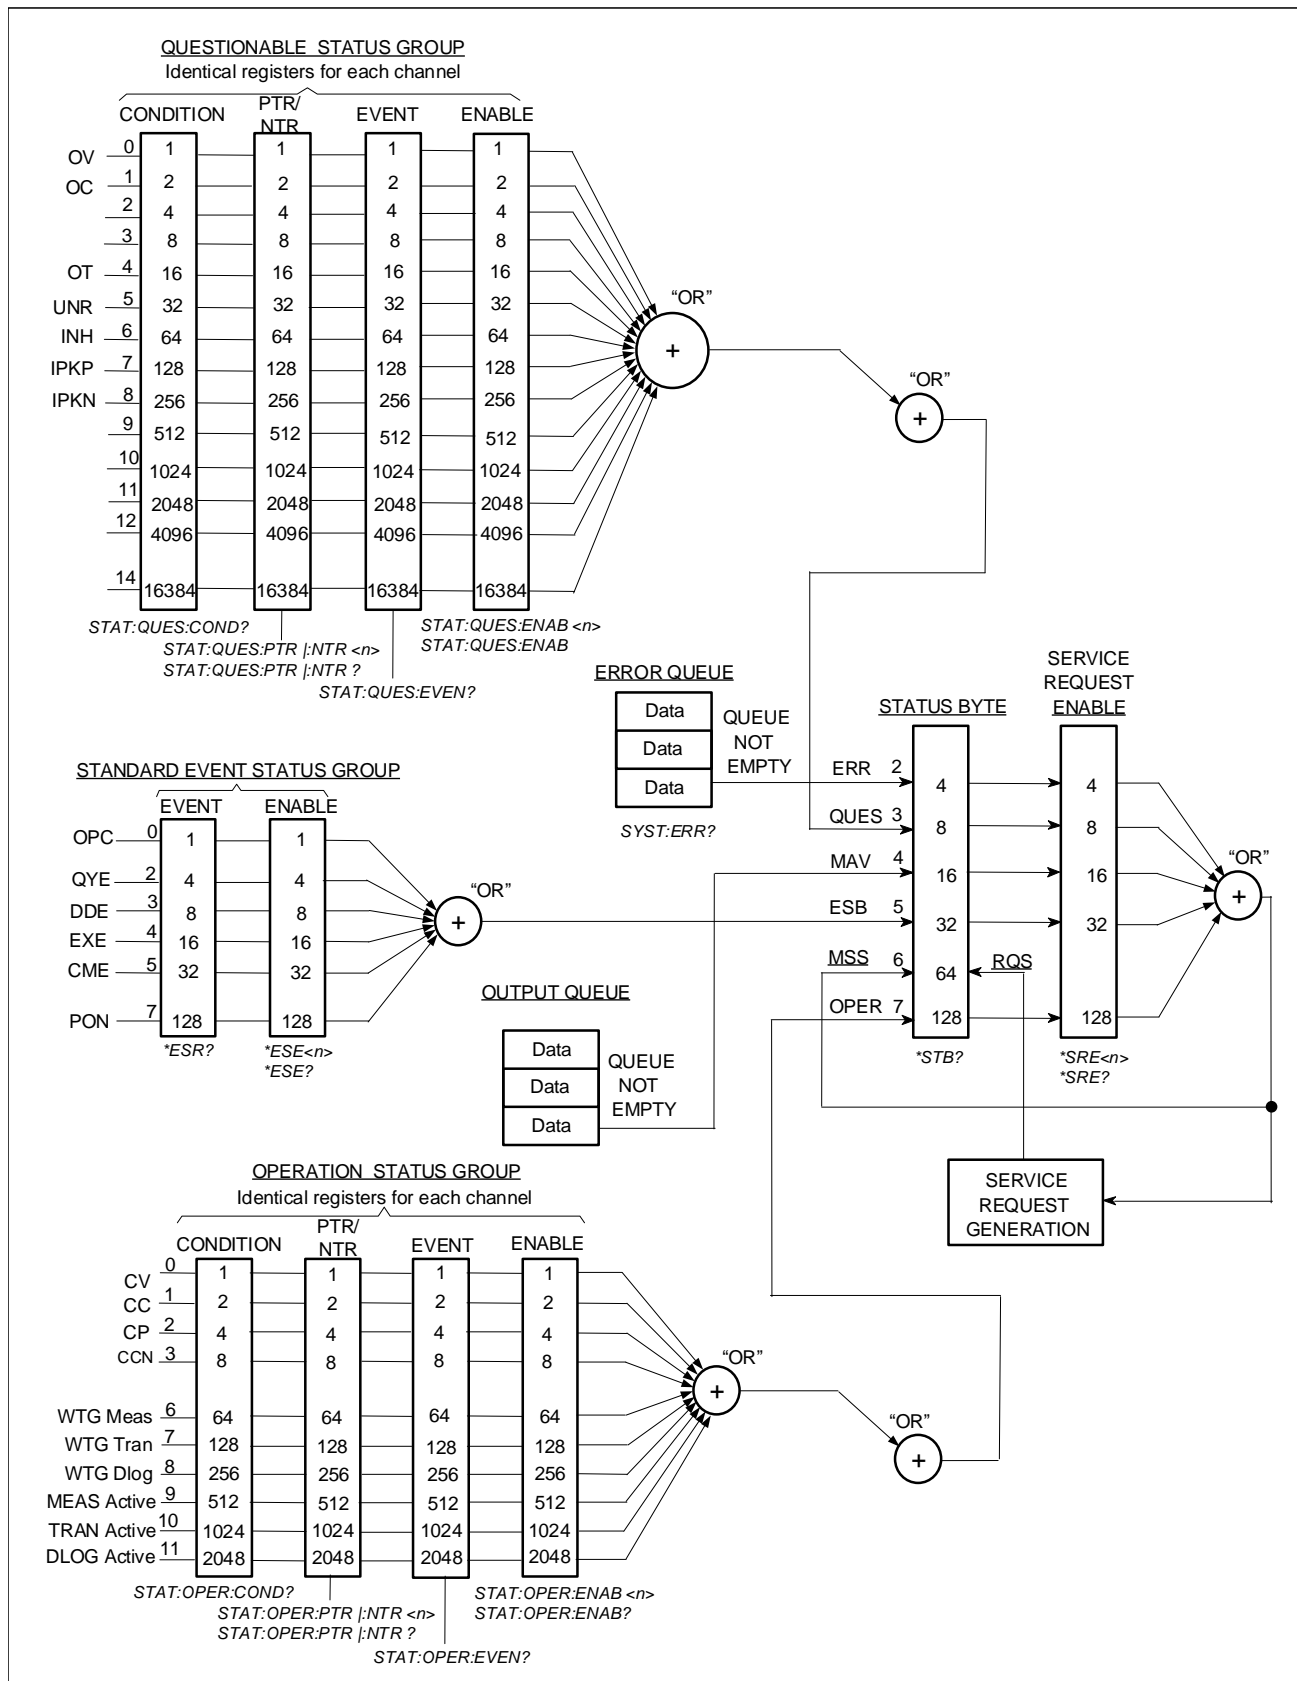 QUESTIONABLE STATUS GROUP
Identical registers for each channel
CONDITION PTR/ NTR EVENT ENABLE
OV 0 1 1 1 1
OC 1 2 2 2 2
2 4 4 4 4
3 8 8 8 8
OT 4 16 16 16 16
UNR 5 32 32 32 32
INH 6 64 64 64 64
IPKP 7 128 128 128 128
IPKN 8 256 256 256 256
9 512 512 512 512
10 1024 1024 1024 1024
11 2048 2048 2048 2048
12 4096 4096 4096 4096
14 16384 16384 16384 16384
“OR”
+
“OR”
+
STAT:QUES:COND?
STAT:QUES:PTR |:NTR <n>
STAT:QUES:PTR |:NTR ?
STAT:QUES:EVEN?
STAT:QUES:ENAB <n>
STAT:QUES:ENAB
ERROR QUEUE
Data
Data
Data
QUEUE
NOT
EMPTY
SYST:ERR?
STATUS BYTE
SERVICE
REQUEST
ENABLE
ERR 2 4 4
QUES 3 8 8
MAV 4 16 16
ESB 5 32 32
MSS 6 64 RQS
OPER 7 128 128
“OR”
+
*STB?
*SRE<n>
*SRE?
STANDARD EVENT STATUS GROUP
EVENT ENABLE
OPC 0 1 1
QYE 2 4 4
DDE 3 8 8
EXE 4 16 16
CME 5 32 32
PON 7 128 128
“OR”
+
*ESR?
*ESE<n>
*ESE?
OUTPUT QUEUE
Data
Data
Data
QUEUE
NOT
EMPTY
SERVICE
REQUEST
GENERATION
OPERATION STATUS GROUP
Identical registers for each channel
CONDITION PTR/ NTR EVENT ENABLE
CV 0 1 1 1 1
CC 1 2 2 2 2
CP 2 4 4 4 4
CCN 3 8 8 8 8
WTG Meas 6 64 64 64 64
WTG Tran 7 128 128 128 128
WTG Dlog 8 256 256 256 256
MEAS Active 9 512 512 512 512
TRAN Active 10 1024 1024 1024 1024
DLOG Active 11 2048 2048 2048 2048
“OR”
+
“OR”
+
STAT:OPER:COND?
STAT:OPER:PTR |:NTR <n>
STAT:OPER:PTR |:NTR ?
STAT:OPER:EVEN?
STAT:OPER:ENAB <n>
STAT:OPER:ENAB?